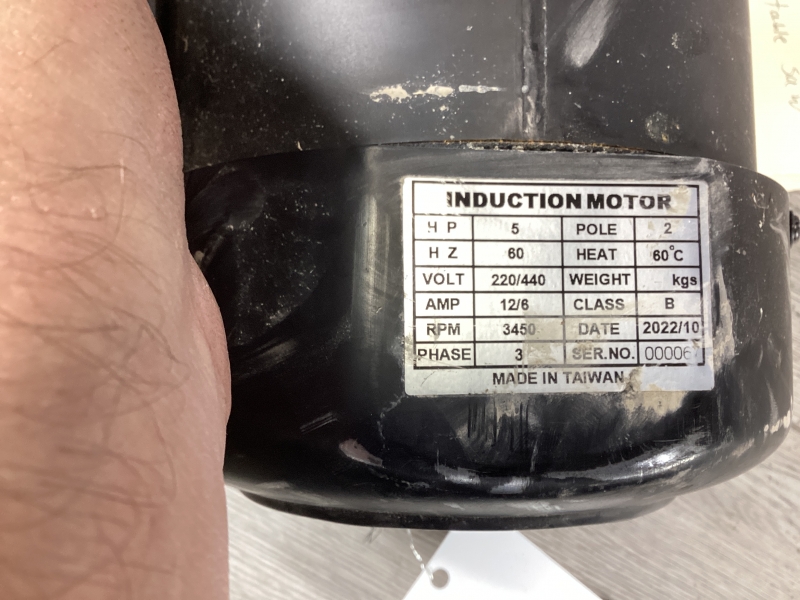 INDUCTION MOTOR
H P 5 POLE 2
H Z 60 HEAT 60°C
VOLT 220/440 WEIGHT kgs
AMP 12/6 CLASS B
RPM 3450 DATE 2022/10
PHASE 3 SER.NO. 00006
MADE IN TAIWAN